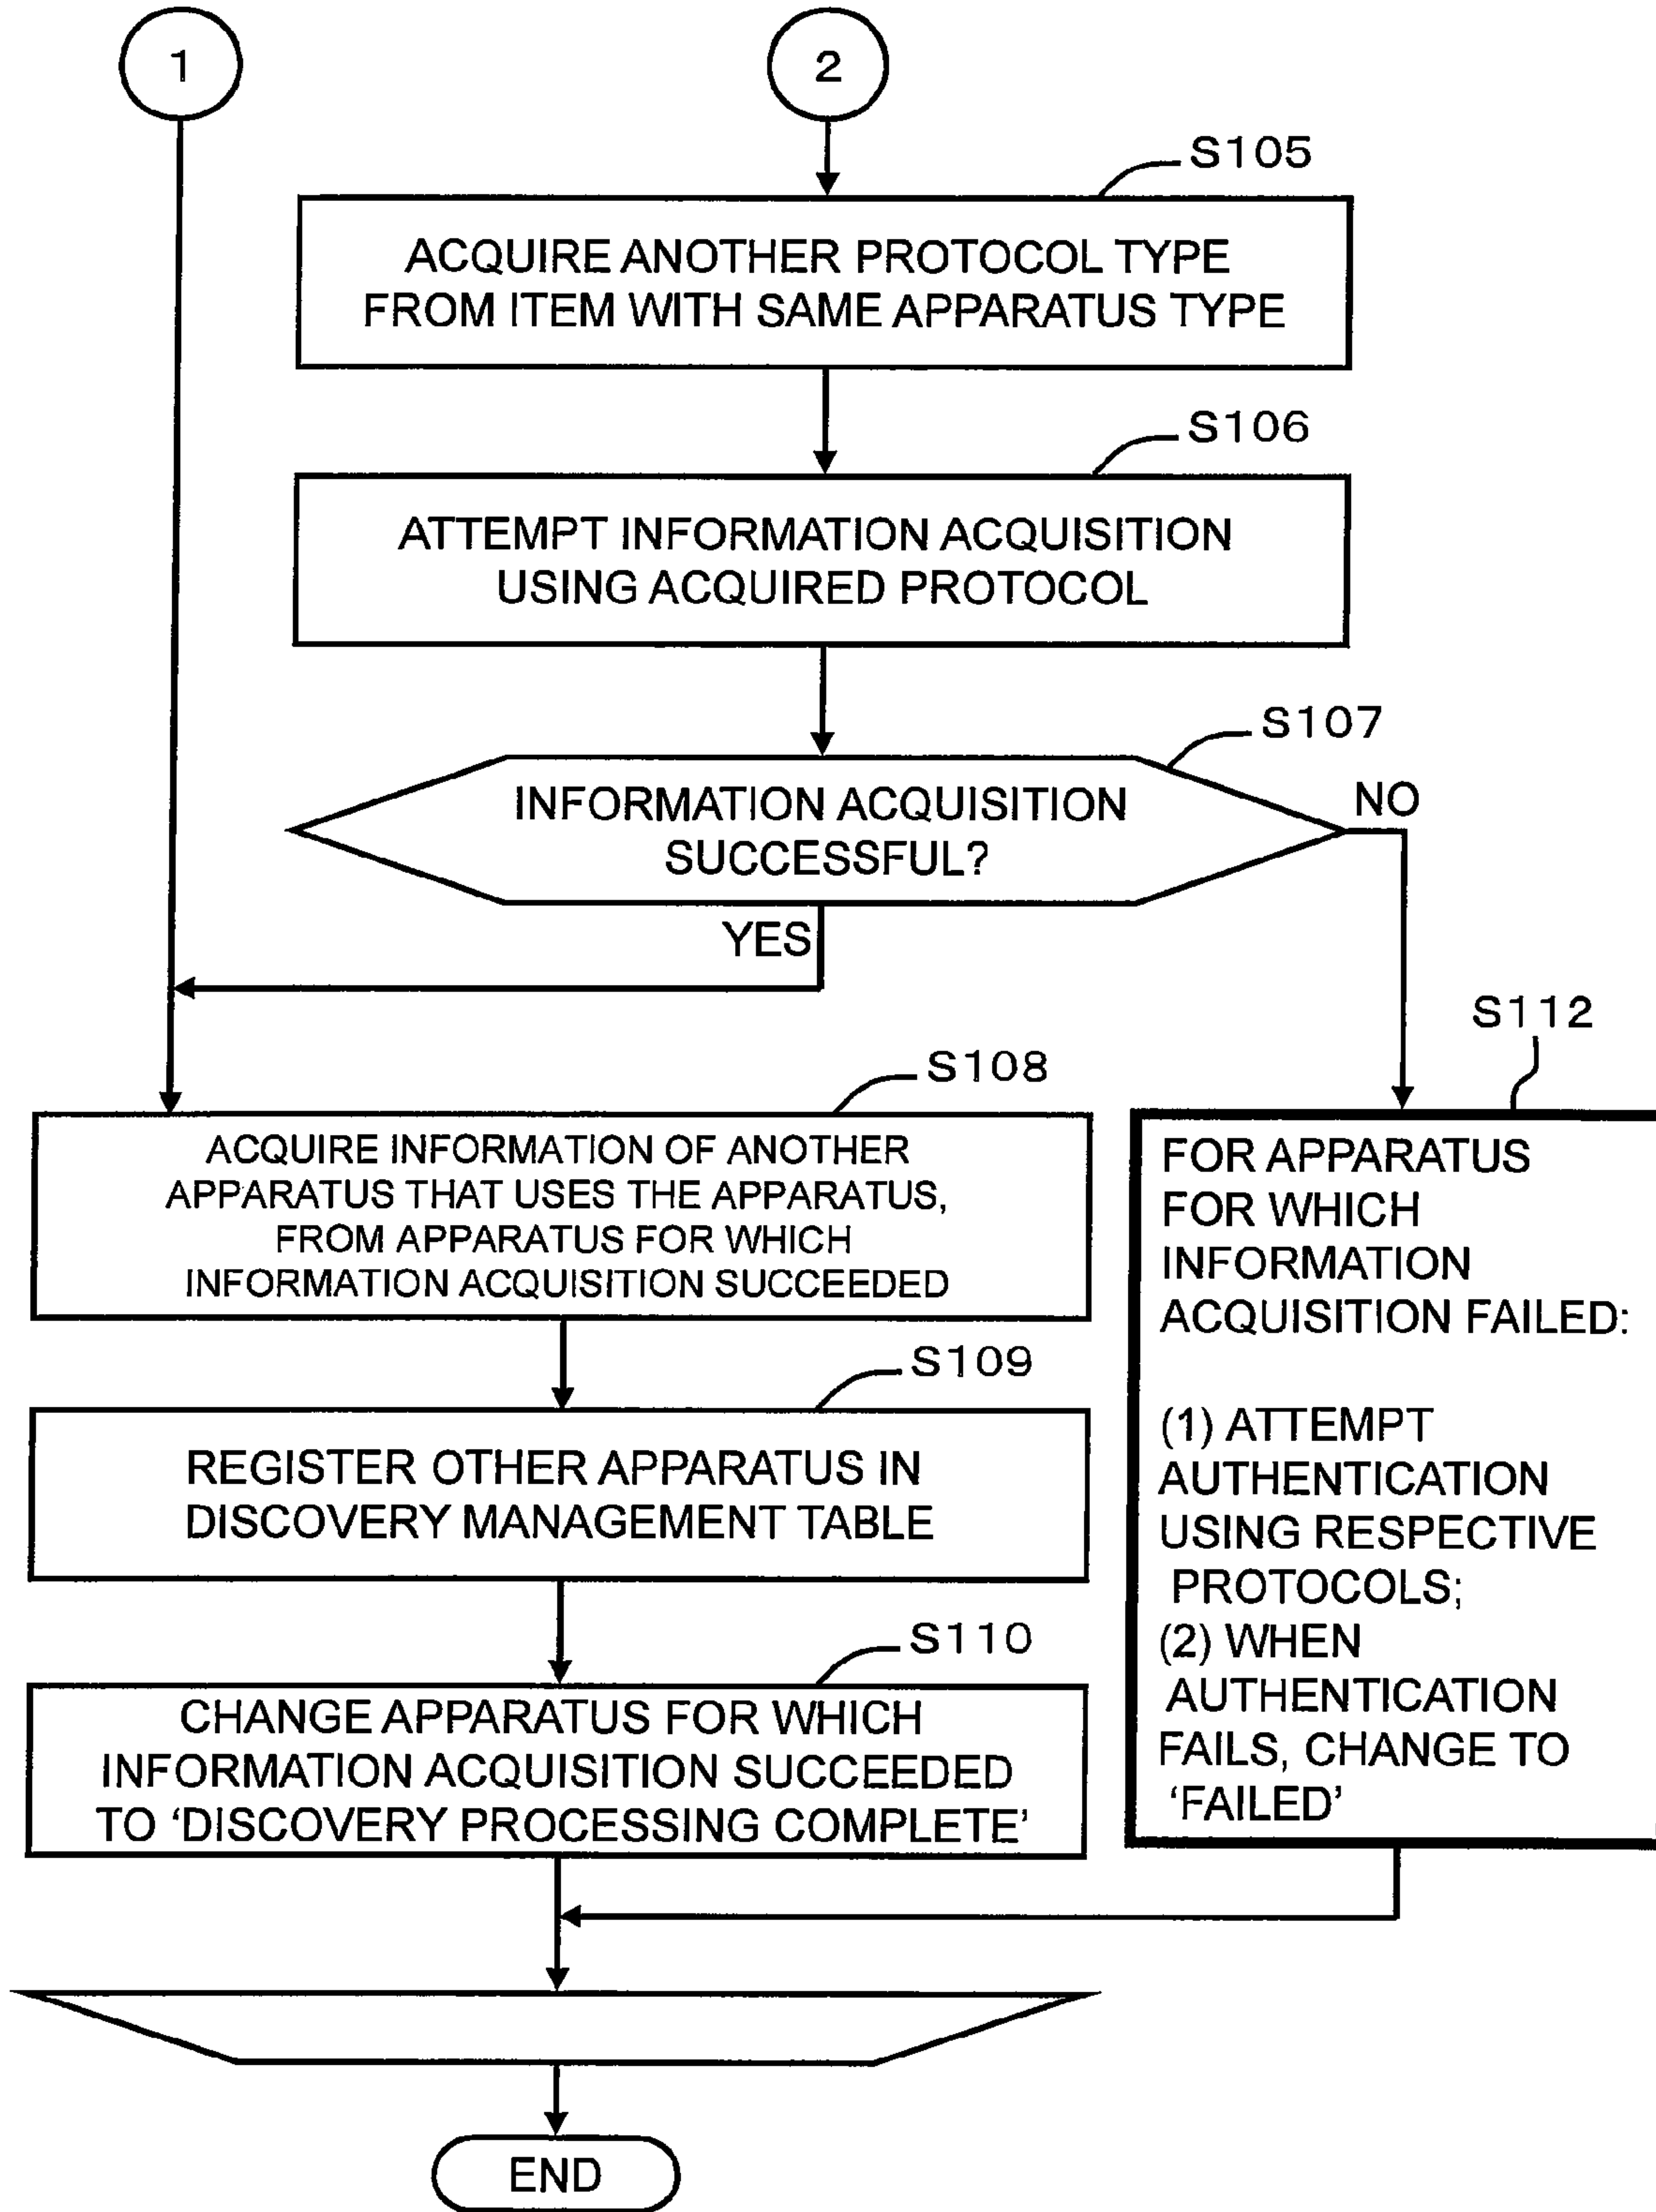 1
2
S105
ACQUIRE ANOTHER PROTOCOL TYPE
FROM ITEM WITH SAME APPARATUS TYPE
S106
ATTEMPT INFORMATION ACQUISITION
USING ACQUIRED PROTOCOL
S107
INFORMATION ACQUISITION
SUCCESSFUL?
NO
YES
S108
ACQUIRE INFORMATION OF ANOTHER
APPARATUS THAT USES THE APPARATUS,
FROM APPARATUS FOR WHICH
INFORMATION ACQUISITION SUCCEEDED
S109
REGISTER OTHER APPARATUS IN
DISCOVERY MANAGEMENT TABLE
S110
CHANGE APPARATUS FOR WHICH
INFORMATION ACQUISITION SUCCEEDED
TO ‘DISCOVERY PROCESSING COMPLETE’
S112
FOR APPARATUS
FOR WHICH
INFORMATION
ACQUISITION FAILED:
(1) ATTEMPT
AUTHENTICATION
USING RESPECTIVE
PROTOCOLS;
(2) WHEN
AUTHENTICATION
FAILS, CHANGE TO
‘FAILED’
END